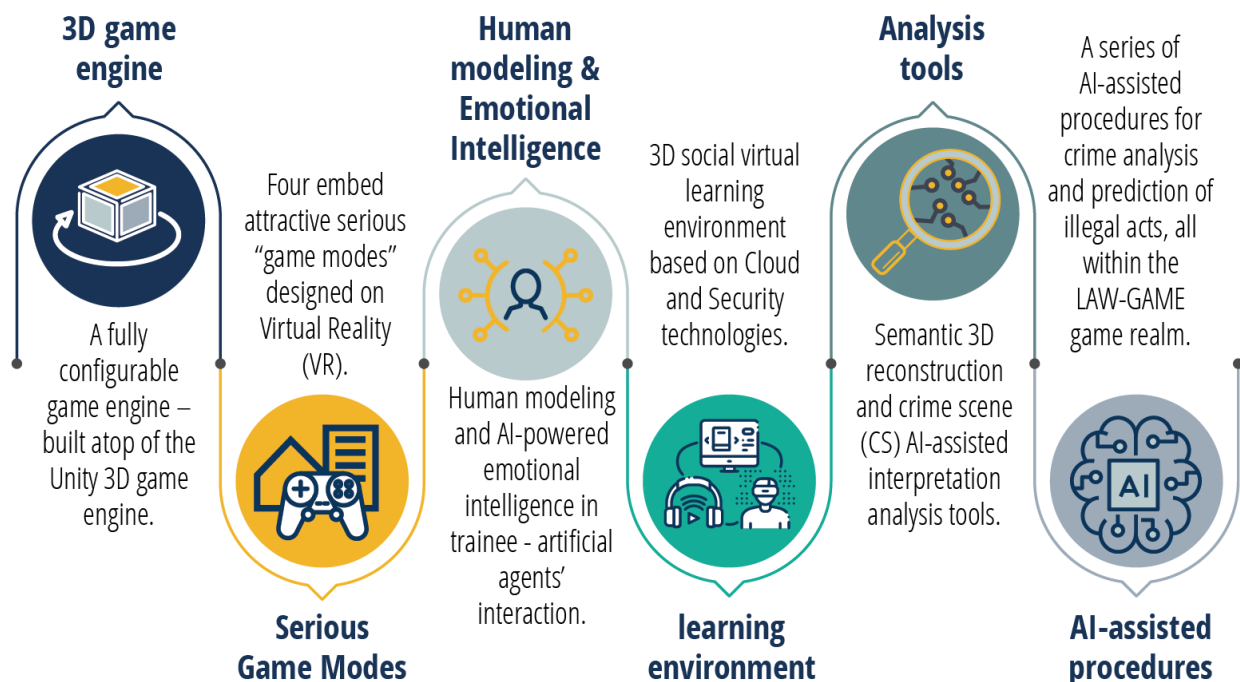 3D game
engine
A fully
configurable
game engine –
built atop of the
Unity 3D game
engine.
Four embed
attractive serious
“game modes”
designed on
Virtual Reality
(VR).
Serious
Game Modes
Human
modeling &
Emotional
Intelligence
Human modeling
and AI-powered
emotional
intelligence in
trainee - artificial
agents’
interaction.
3D social virtual
learning
environment
based on Cloud
and Security
technologies.
learning
environment
Analysis
tools
Semantic 3D
reconstruction
and crime scene
(CS) AI-assisted
interpretation
analysis tools.
A series of
AI-assisted
procedures for
crime analysis
and prediction of
illegal acts, all
within the
LAW-GAME
game realm.
AI
AI-assisted
procedures